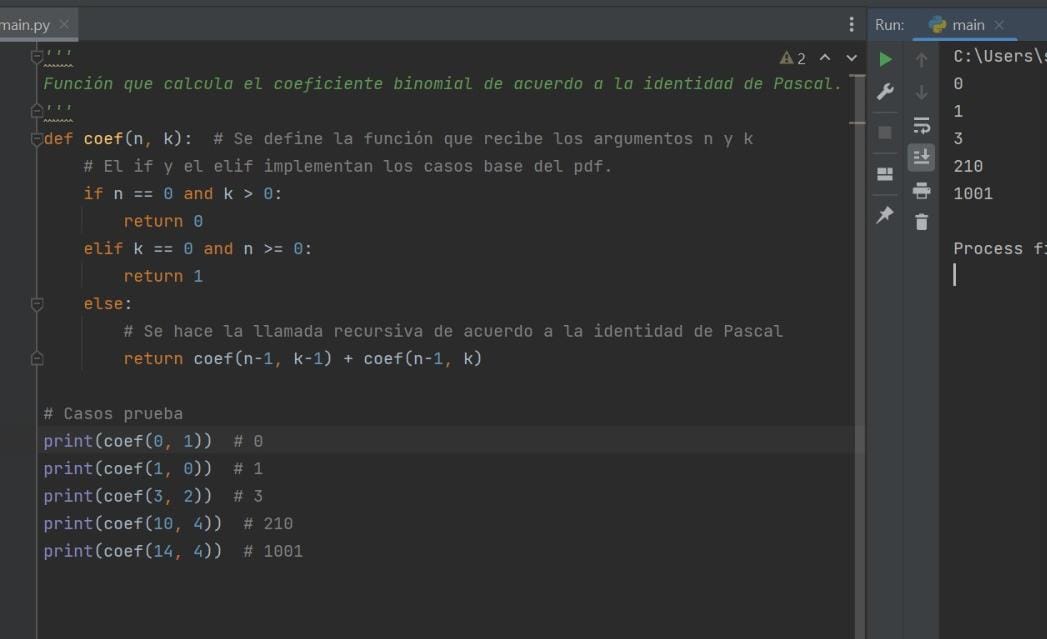 main.py
'''
Función que calcula el coeficiente binomial de acuerdo a la identidad de Pascal.
'''
def coef(n, k):  # Se define la función que recibe los argumentos n y k
    # El if y el elif implementan los casos base del pdf.
    if n == 0 and k > 0:
        return 0
    elif k == 0 and n >= 0:
        return 1
    else:
        # Se hace la llamada recursiva de acuerdo a la identidad de Pascal
        return coef(n-1, k-1) + coef(n-1, k)
# Casos prueba
print(coef(0, 1))  # 0
print(coef(1, 0))  # 1
print(coef(3, 2))  # 3
print(coef(10, 4))  # 210
print(coef(14, 4))  # 1001
2
Run: main
C:\Users\
0
1
3
210
1001
Process